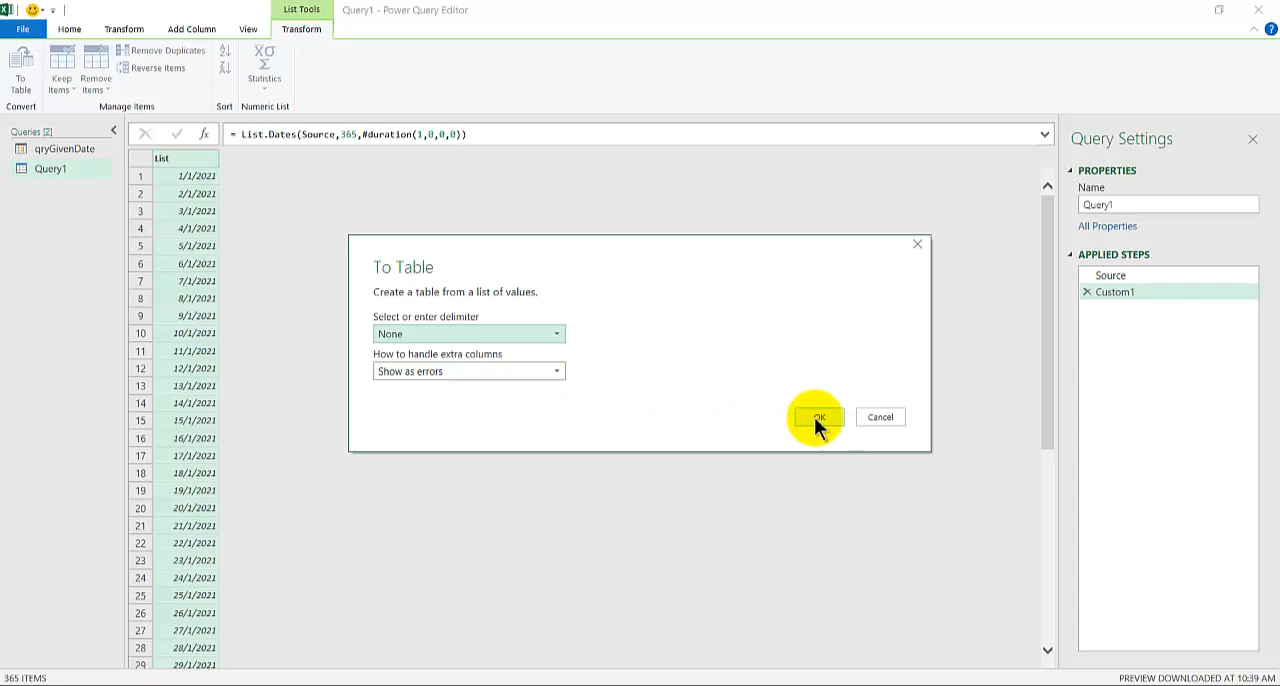 List Tools
Query1 - Power Query Editor
File
Home
Transform
Add Column
View
Transform
To Table
Keep Items
Remove Items
Remove Duplicates
Reverse Items
Statistics
Convert
Manage Items
Sort
Numeric List
Queries [2]
qryGivenDate
Query1
fx
= List.Dates(Source,365,#duration(1,0,0,0))
List
1 1/1/2021
2 2/1/2021
3 3/1/2021
4 4/1/2021
5 5/1/2021
6 6/1/2021
7 7/1/2021
8 8/1/2021
9 9/1/2021
10 10/1/2021
11 11/1/2021
12 12/1/2021
13 13/1/2021
14 14/1/2021
15 15/1/2021
16 16/1/2021
17 17/1/2021
18 18/1/2021
19 19/1/2021
20 20/1/2021
21 21/1/2021
22 22/1/2021
23 23/1/2021
24 24/1/2021
25 25/1/2021
26 26/1/2021
27 27/1/2021
28 28/1/2021
29 29/1/2021
To Table
Create a table from a list of values.
Select or enter delimiter
None
How to handle extra columns
Show as errors
OK
Cancel
Query Settings
PROPERTIES
Name
Query1
All Properties
APPLIED STEPS
Source
Custom1
365 ITEMS
PREVIEW DOWNLOADED AT 10:39 AM